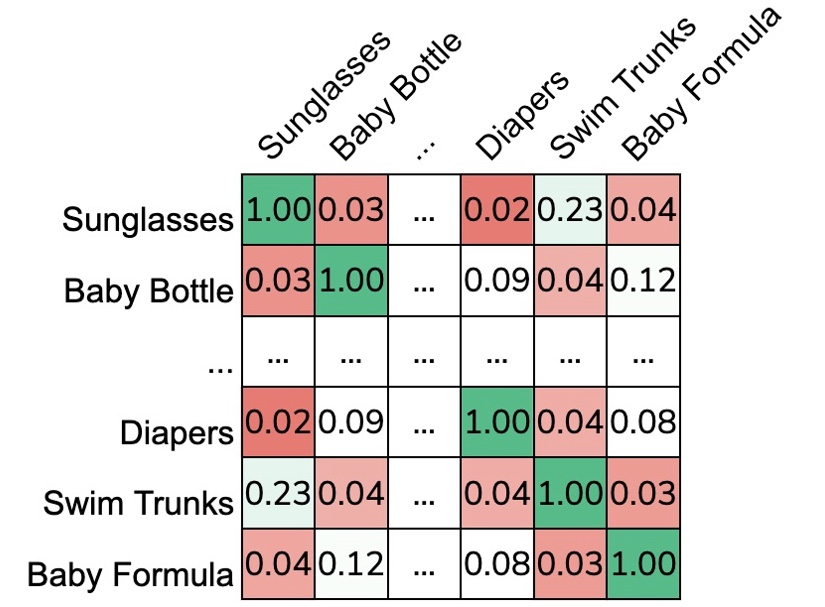 Sunglasses Baby Bottle ... Diapers Swim Trunks Baby Formula
Sunglasses 1.00 0.03 ... 0.02 0.23 0.04
Baby Bottle 0.03 1.00 ... 0.09 0.04 0.12
... ... ... ... ... ... ...
Diapers 0.02 0.09 ... 1.00 0.04 0.08
Swim Trunks 0.23 0.04 ... 0.04 1.00 0.03
Baby Formula 0.04 0.12 ... 0.08 0.03 1.00